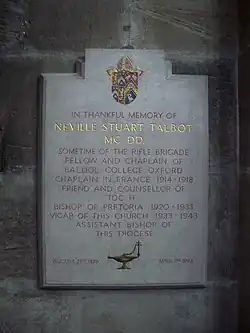 IN THANKFUL MEMORY OF
NEVILLE STUART TALBOT
MC DD
SOMETIME OF THE RIFLE BRIGADE
FELLOW AND CHAPLAIN OF
BALLIOL COLLEGE OXFORD
CHAPLAIN IN FRANCE 1914-1918
FRIEND AND COUNSELLOR OF
TOC H
BISHOP OF PRETORIA 1920-1933
VICAR OF THIS CHURCH 1933-1943
ASSISTANT BISHOP OF
THIS DIOCESE